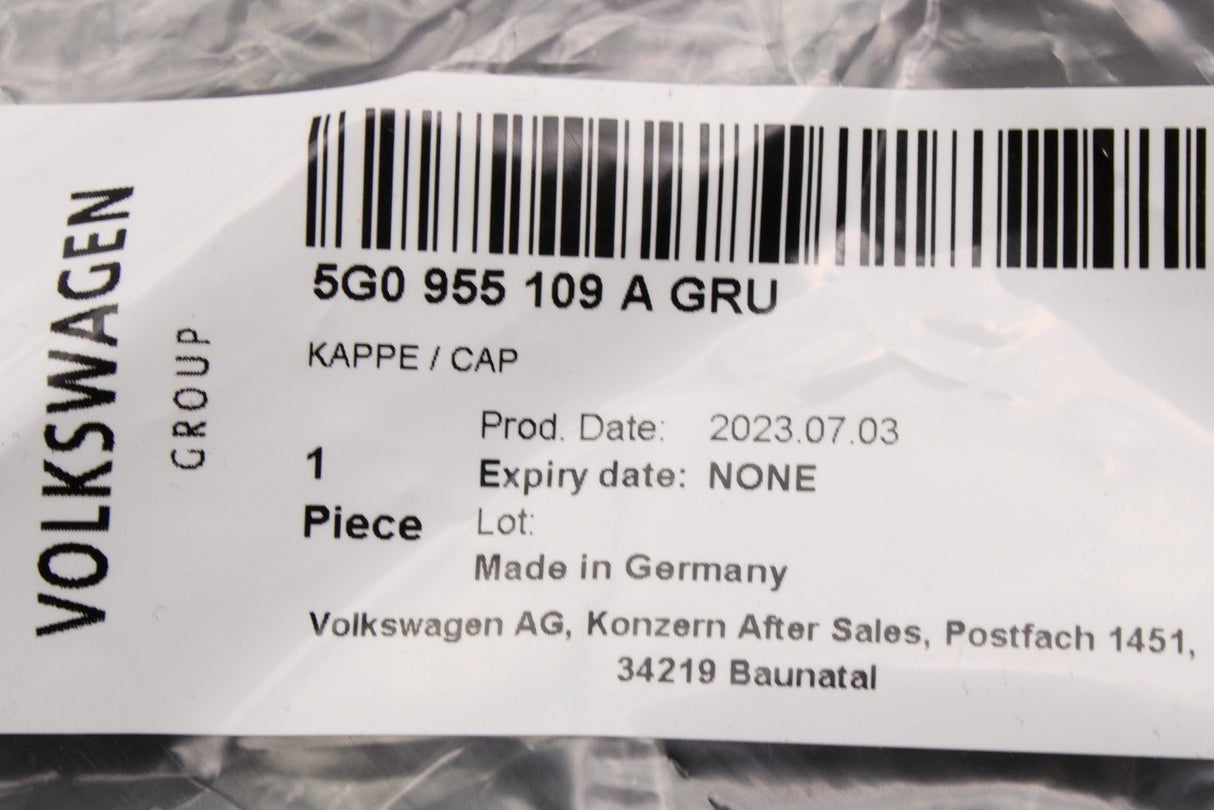 VOLKSWAGEN
GROUP
5G0 955 109 A GRU
KAPPE / CAP
Prod. Date: 2023.07.03
1
Expiry date: NONE
Piece
Lot:
Made in Germany
Volkswagen AG, Konzern After Sales, Postfach 1451,
34219 Baunatal